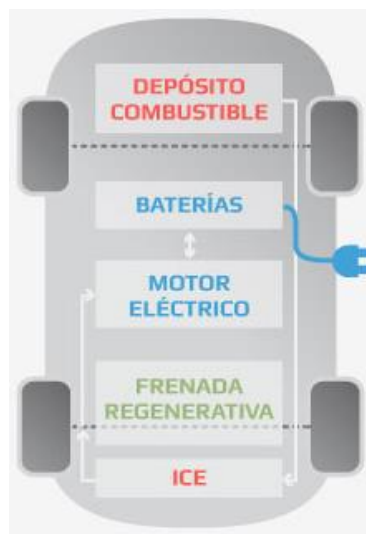 DEPÓSITO
COMBUSTIBLE
BATERÍAS
MOTOR
ELÉCTRICO
FRENADA
REGENERATIVA
ICE